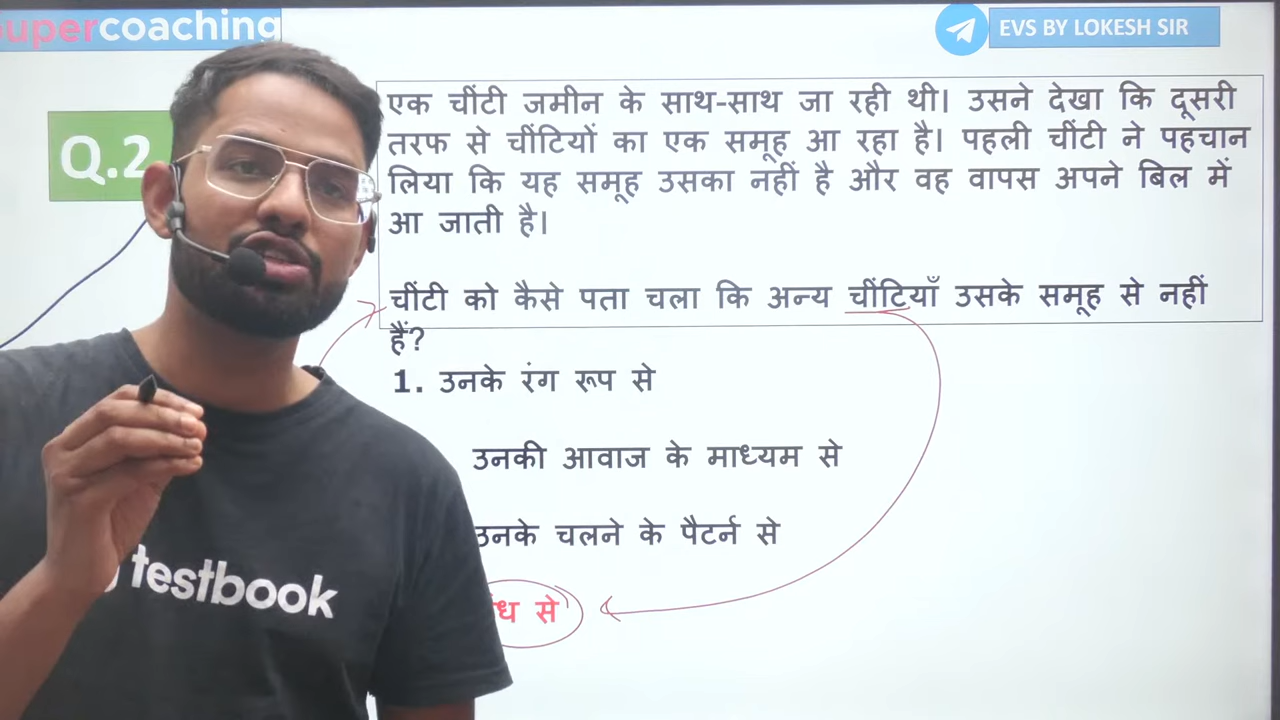 supercoaching
EVS BY LOKESH SIR
Q.2
एक चींटी जमीन के साथ-साथ जा रही थी। उसने देखा कि दूसरी
तरफ से चींटियों का एक समूह आ रहा है। पहली चींटी ने पहचान
लिया कि यह समूह उसका नहीं है और वह वापस अपने बिल में
आ जाती है।
चींटी को कैसे पता चला कि अन्य चींटियाँ उसके समूह से नहीं
हैं?
1. उनके रंग रूप से
उनकी आवाज के माध्यम से
उनके चलने के पैटर्न से
से
testbook